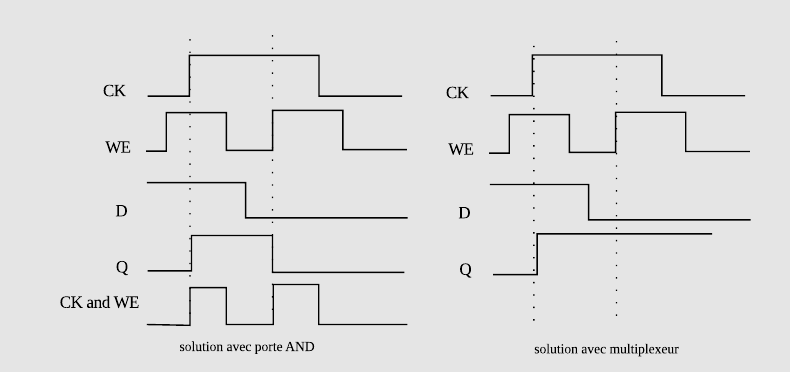 CK
WE
D
Q
CK and WE
solution avec porte AND
CK
WE
D
Q
solution avec multiplexeur